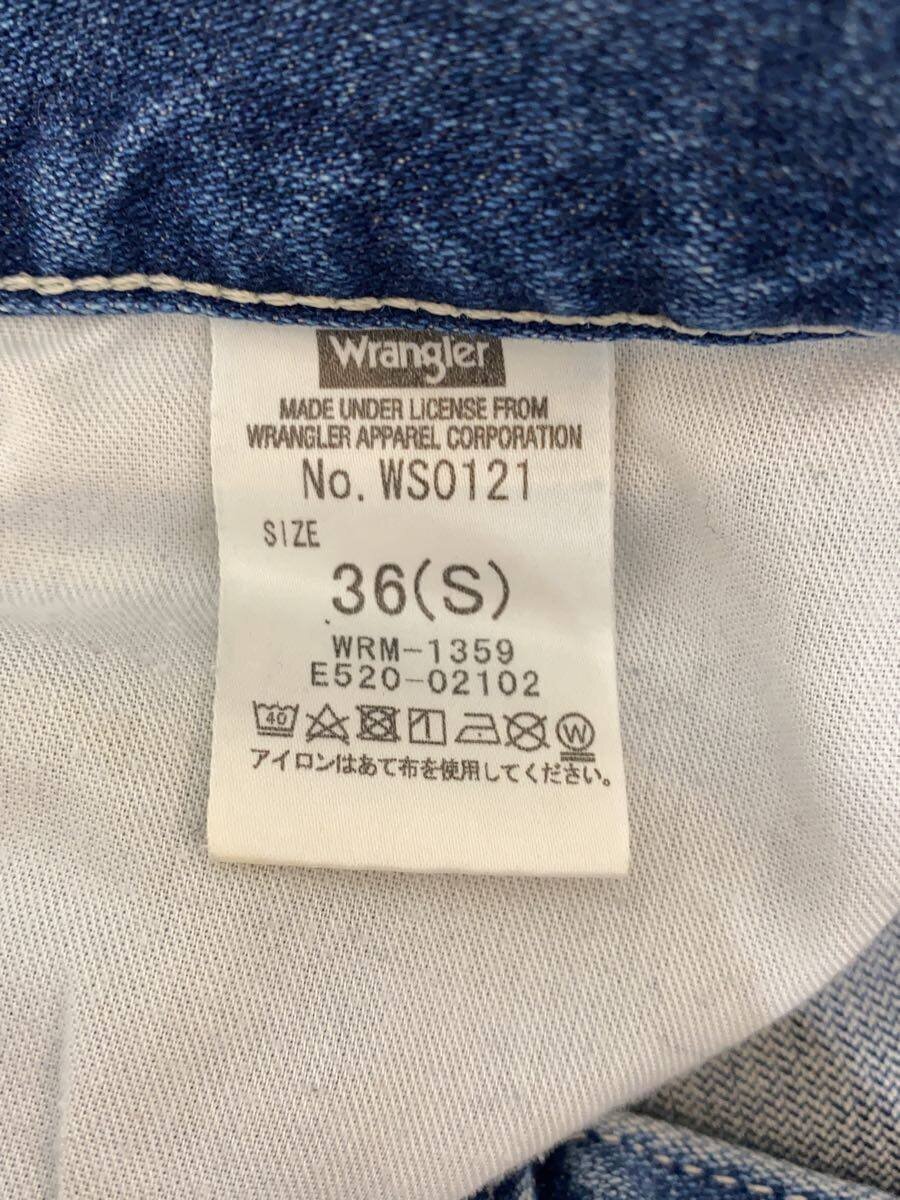 Wrangler
MADE UNDER LICENSE FROM
WRANGLER APPAREL CORPORATION
No. WS0121
SIZE
36(S)
WRM-1359
E520-02102
40 W
アイロンはあて布を使用してください。